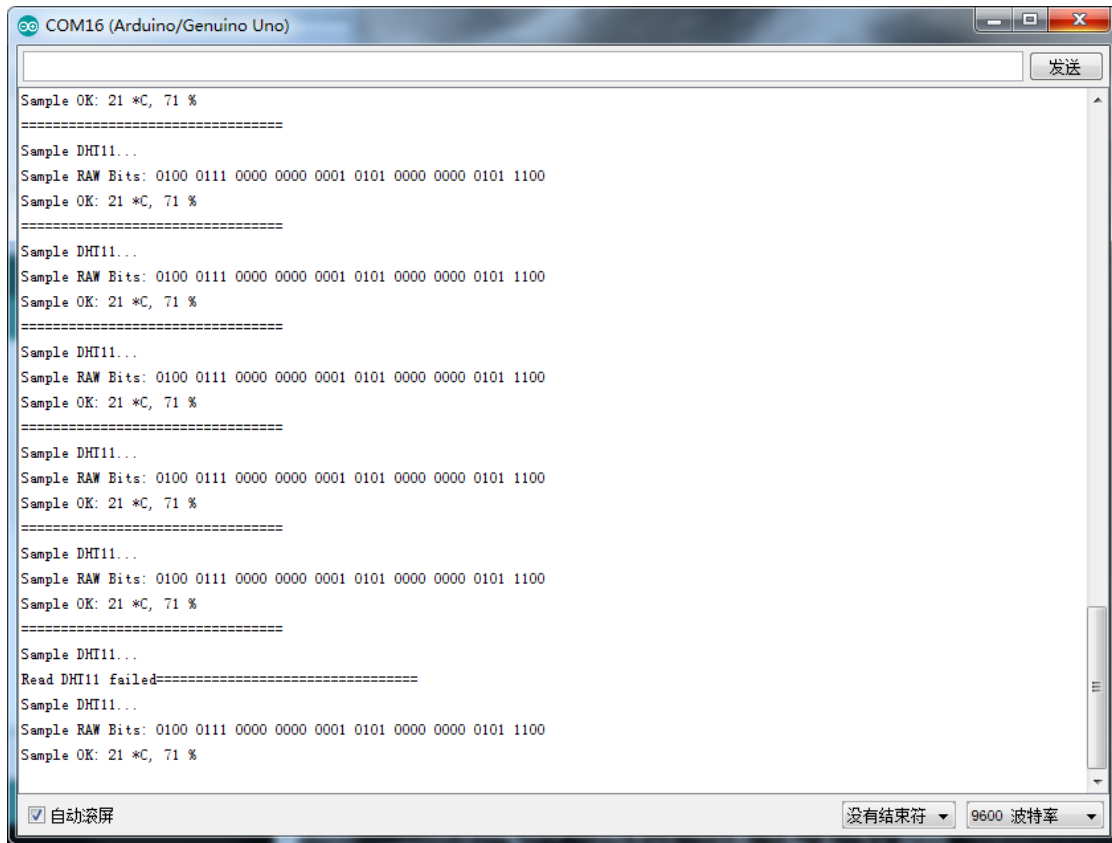 COM16 (Arduino/Genuino Uno)
发送
Sample OK: 21 *C, 71 %
=================================
Sample DHT11...
Sample RAW Bits: 0100 0111 0000 0000 0001 0101 0000 0000 0101 1100
Sample OK: 21 *C, 71 %
=================================
Sample DHT11...
Sample RAW Bits: 0100 0111 0000 0000 0001 0101 0000 0000 0101 1100
Sample OK: 21 *C, 71 %
=================================
Sample DHT11...
Sample RAW Bits: 0100 0111 0000 0000 0001 0101 0000 0000 0101 1100
Sample OK: 21 *C, 71 %
=================================
Sample DHT11...
Sample RAW Bits: 0100 0111 0000 0000 0001 0101 0000 0000 0101 1100
Sample OK: 21 *C, 71 %
=================================
Sample DHT11...
Sample RAW Bits: 0100 0111 0000 0000 0001 0101 0000 0000 0101 1100
Sample OK: 21 *C, 71 %
=================================
Sample DHT11...
Read DHT11 failed=================================
Sample DHT11...
Sample RAW Bits: 0100 0111 0000 0000 0001 0101 0000 0000 0101 1100
Sample OK: 21 *C, 71 %
自动滚屏
没有结束符
9600 波特率